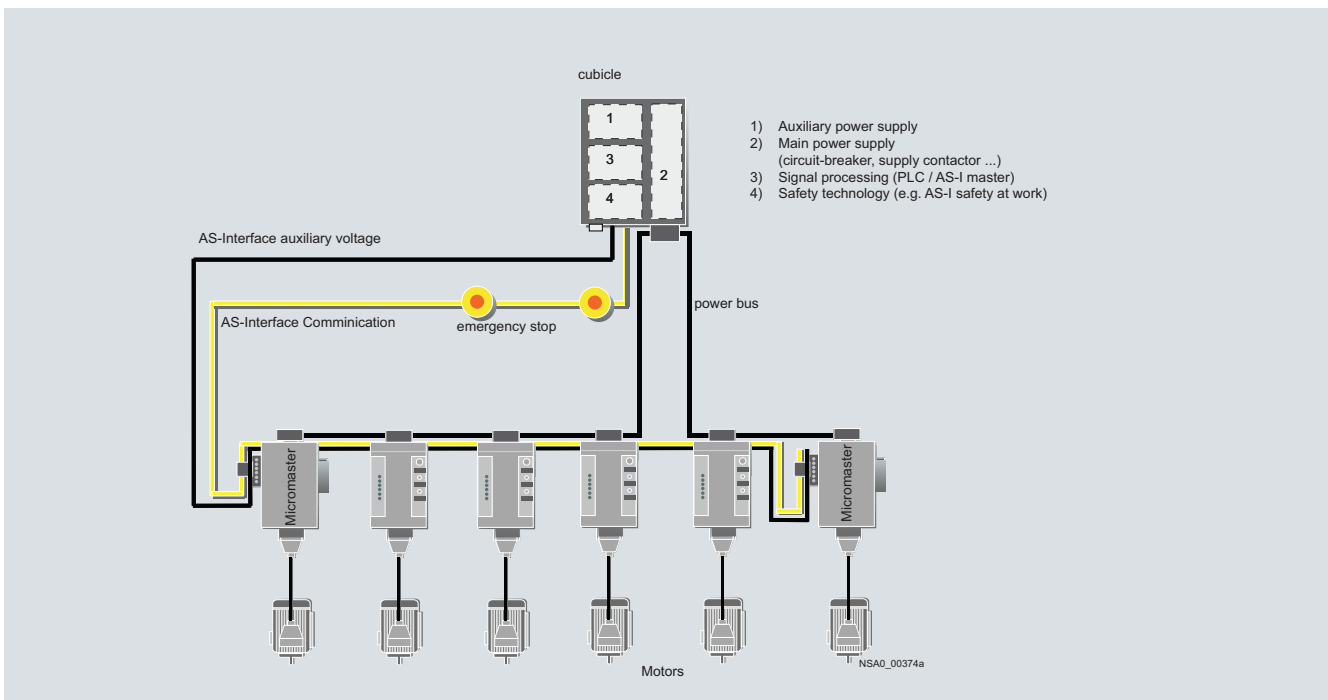 cubicle
1
3
2
4
1) Auxiliary power supply
2) Main power supply
(circuit-breaker, supply contactor ...)
3) Signal processing (PLC / AS-I master)
4) Safety technology (e.g. AS-I safety at work)
AS-Interface auxiliary voltage
power bus
AS-Interface Comminication
emergency stop
Micromaster
Micromaster
NSA0_00374a
Motors